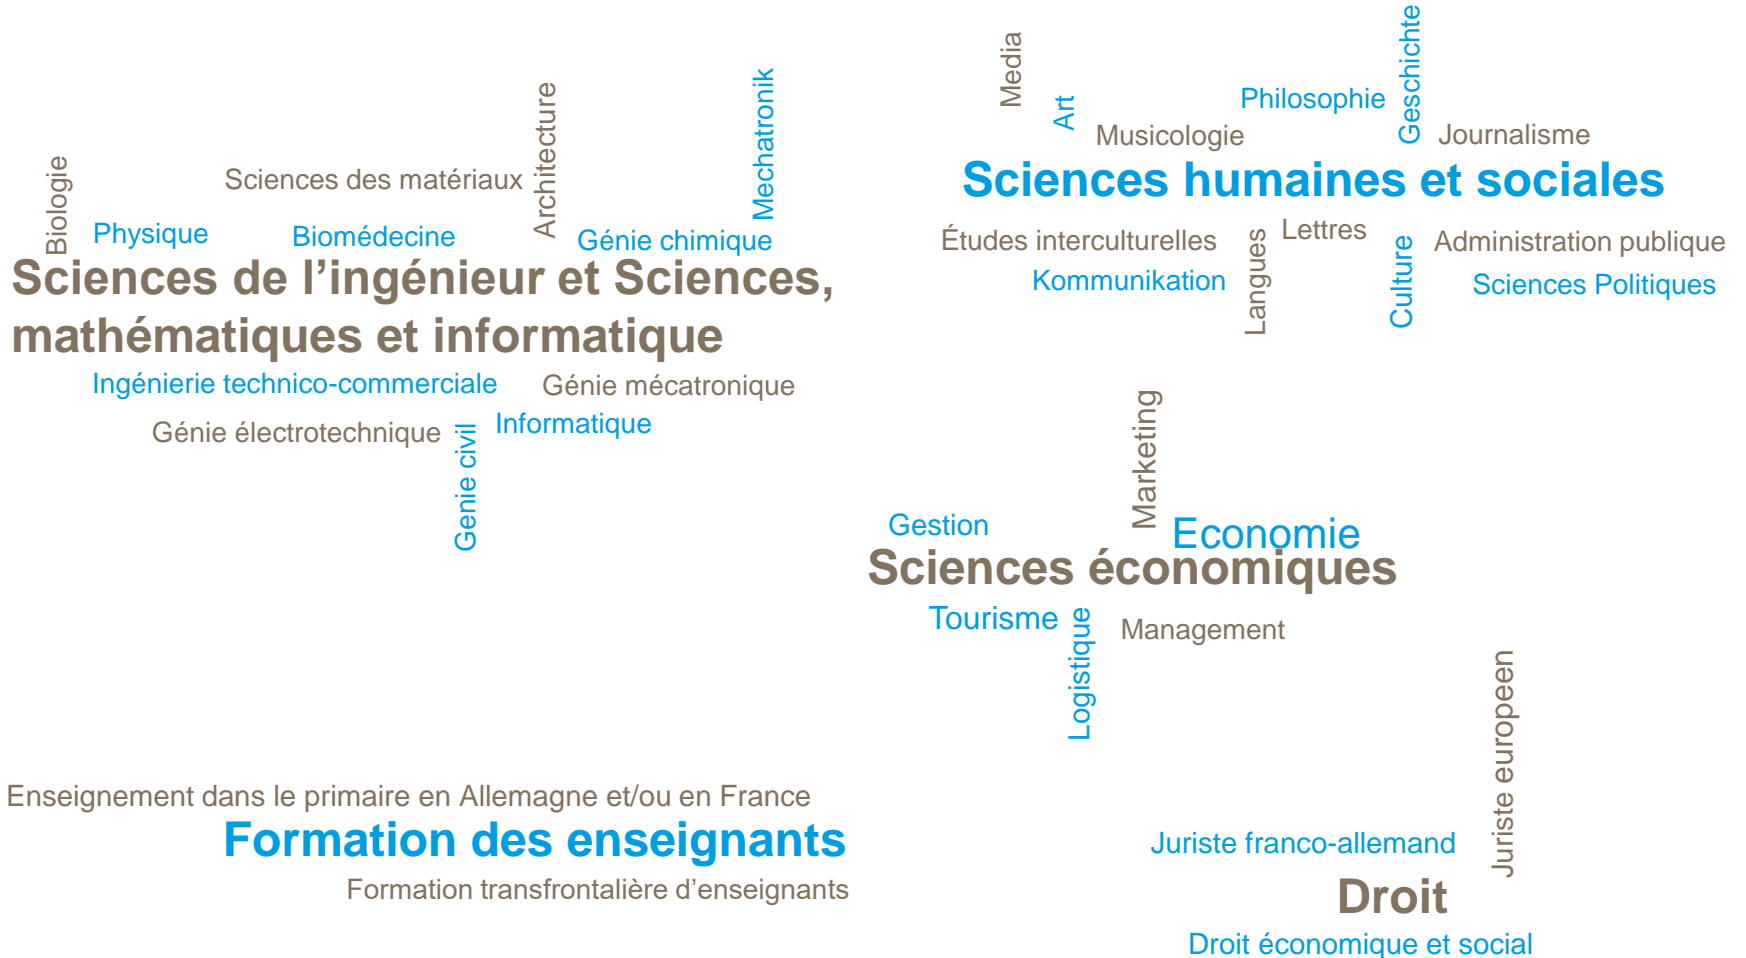 Biologie
Physique
Sciences des matériaux
Biomédecine
Architecture
Génie chimique
Mechatronik
Sciences de l’ingénieur et Sciences,
mathématiques et informatique
Ingénierie technico-commerciale
Génie mécatronique
Génie électrotechnique
Genie civil
Informatique
Media
Art
Musicologie
Philosophie
Geschichte
Journalisme
Sciences humaines et sociales
Études interculturelles
Kommunikation
Langues
Lettres
Culture
Administration publique
Sciences Politiques
Marketing
Gestion
Economie
Sciences économiques
Tourisme
Logistique
Management
Enseignement dans le primaire en Allemagne et/ou en France
Formation des enseignants
Formation transfrontalière d’enseignants
Juriste europeen
Juriste franco-allemand
Droit
Droit économique et social